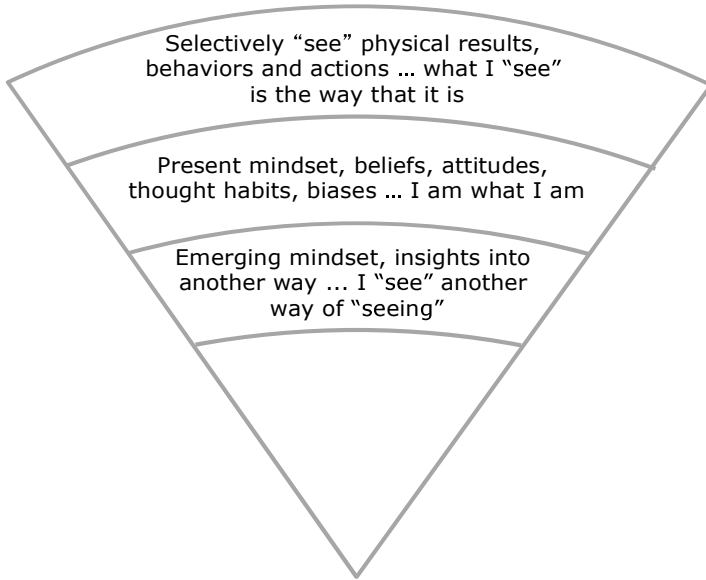 Selectively “see” physical results,
behaviors and actions ... what I “see”
is the way that it is
Present mindset, beliefs, attitudes,
thought habits, biases ... I am what I am
Emerging mindset, insights into
another way ... I “see” another
way of “seeing”